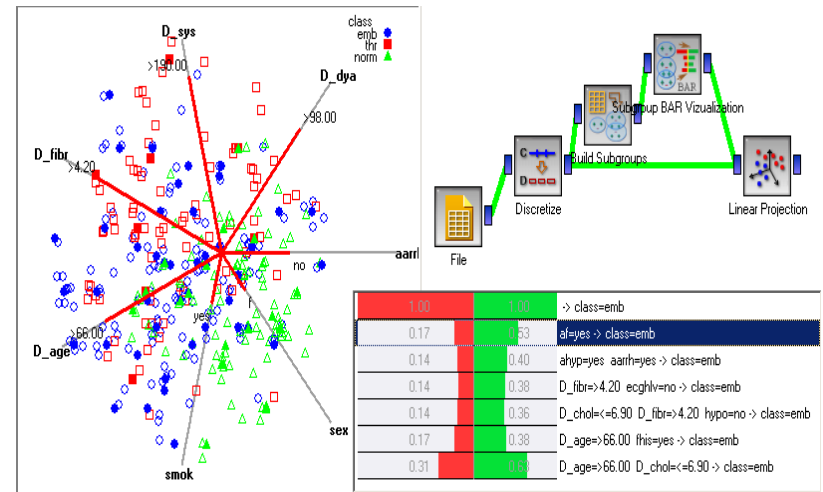 class
emb
thr
norm
D_sys
>130.00
D_dya
>98.00
D_fibr
>4.20
aarrl
no
f
yes
>66.00
D_age
sex
smok
BAR
Subgroup BAR Vizualization
Build Subgroups
C
D
Discretize
Linear Projection
File
1.00 1.00 -> class=emb
0.17 0.53 af=yes -> class=emb
0.14 0.40 ahyp=yes aarrh=yes -> class=emb
0.14 0.38 D_fibr=>4.20 ecghlv=no -> class=emb
0.14 0.36 D_chol=<=6.90 D_fibr=>4.20 hypo=no -> class=emb
0.17 0.38 D_age=>66.00 fhis=yes -> class=emb
0.31 0.63 D_age=>66.00 D_chol=<=6.90 -> class=emb